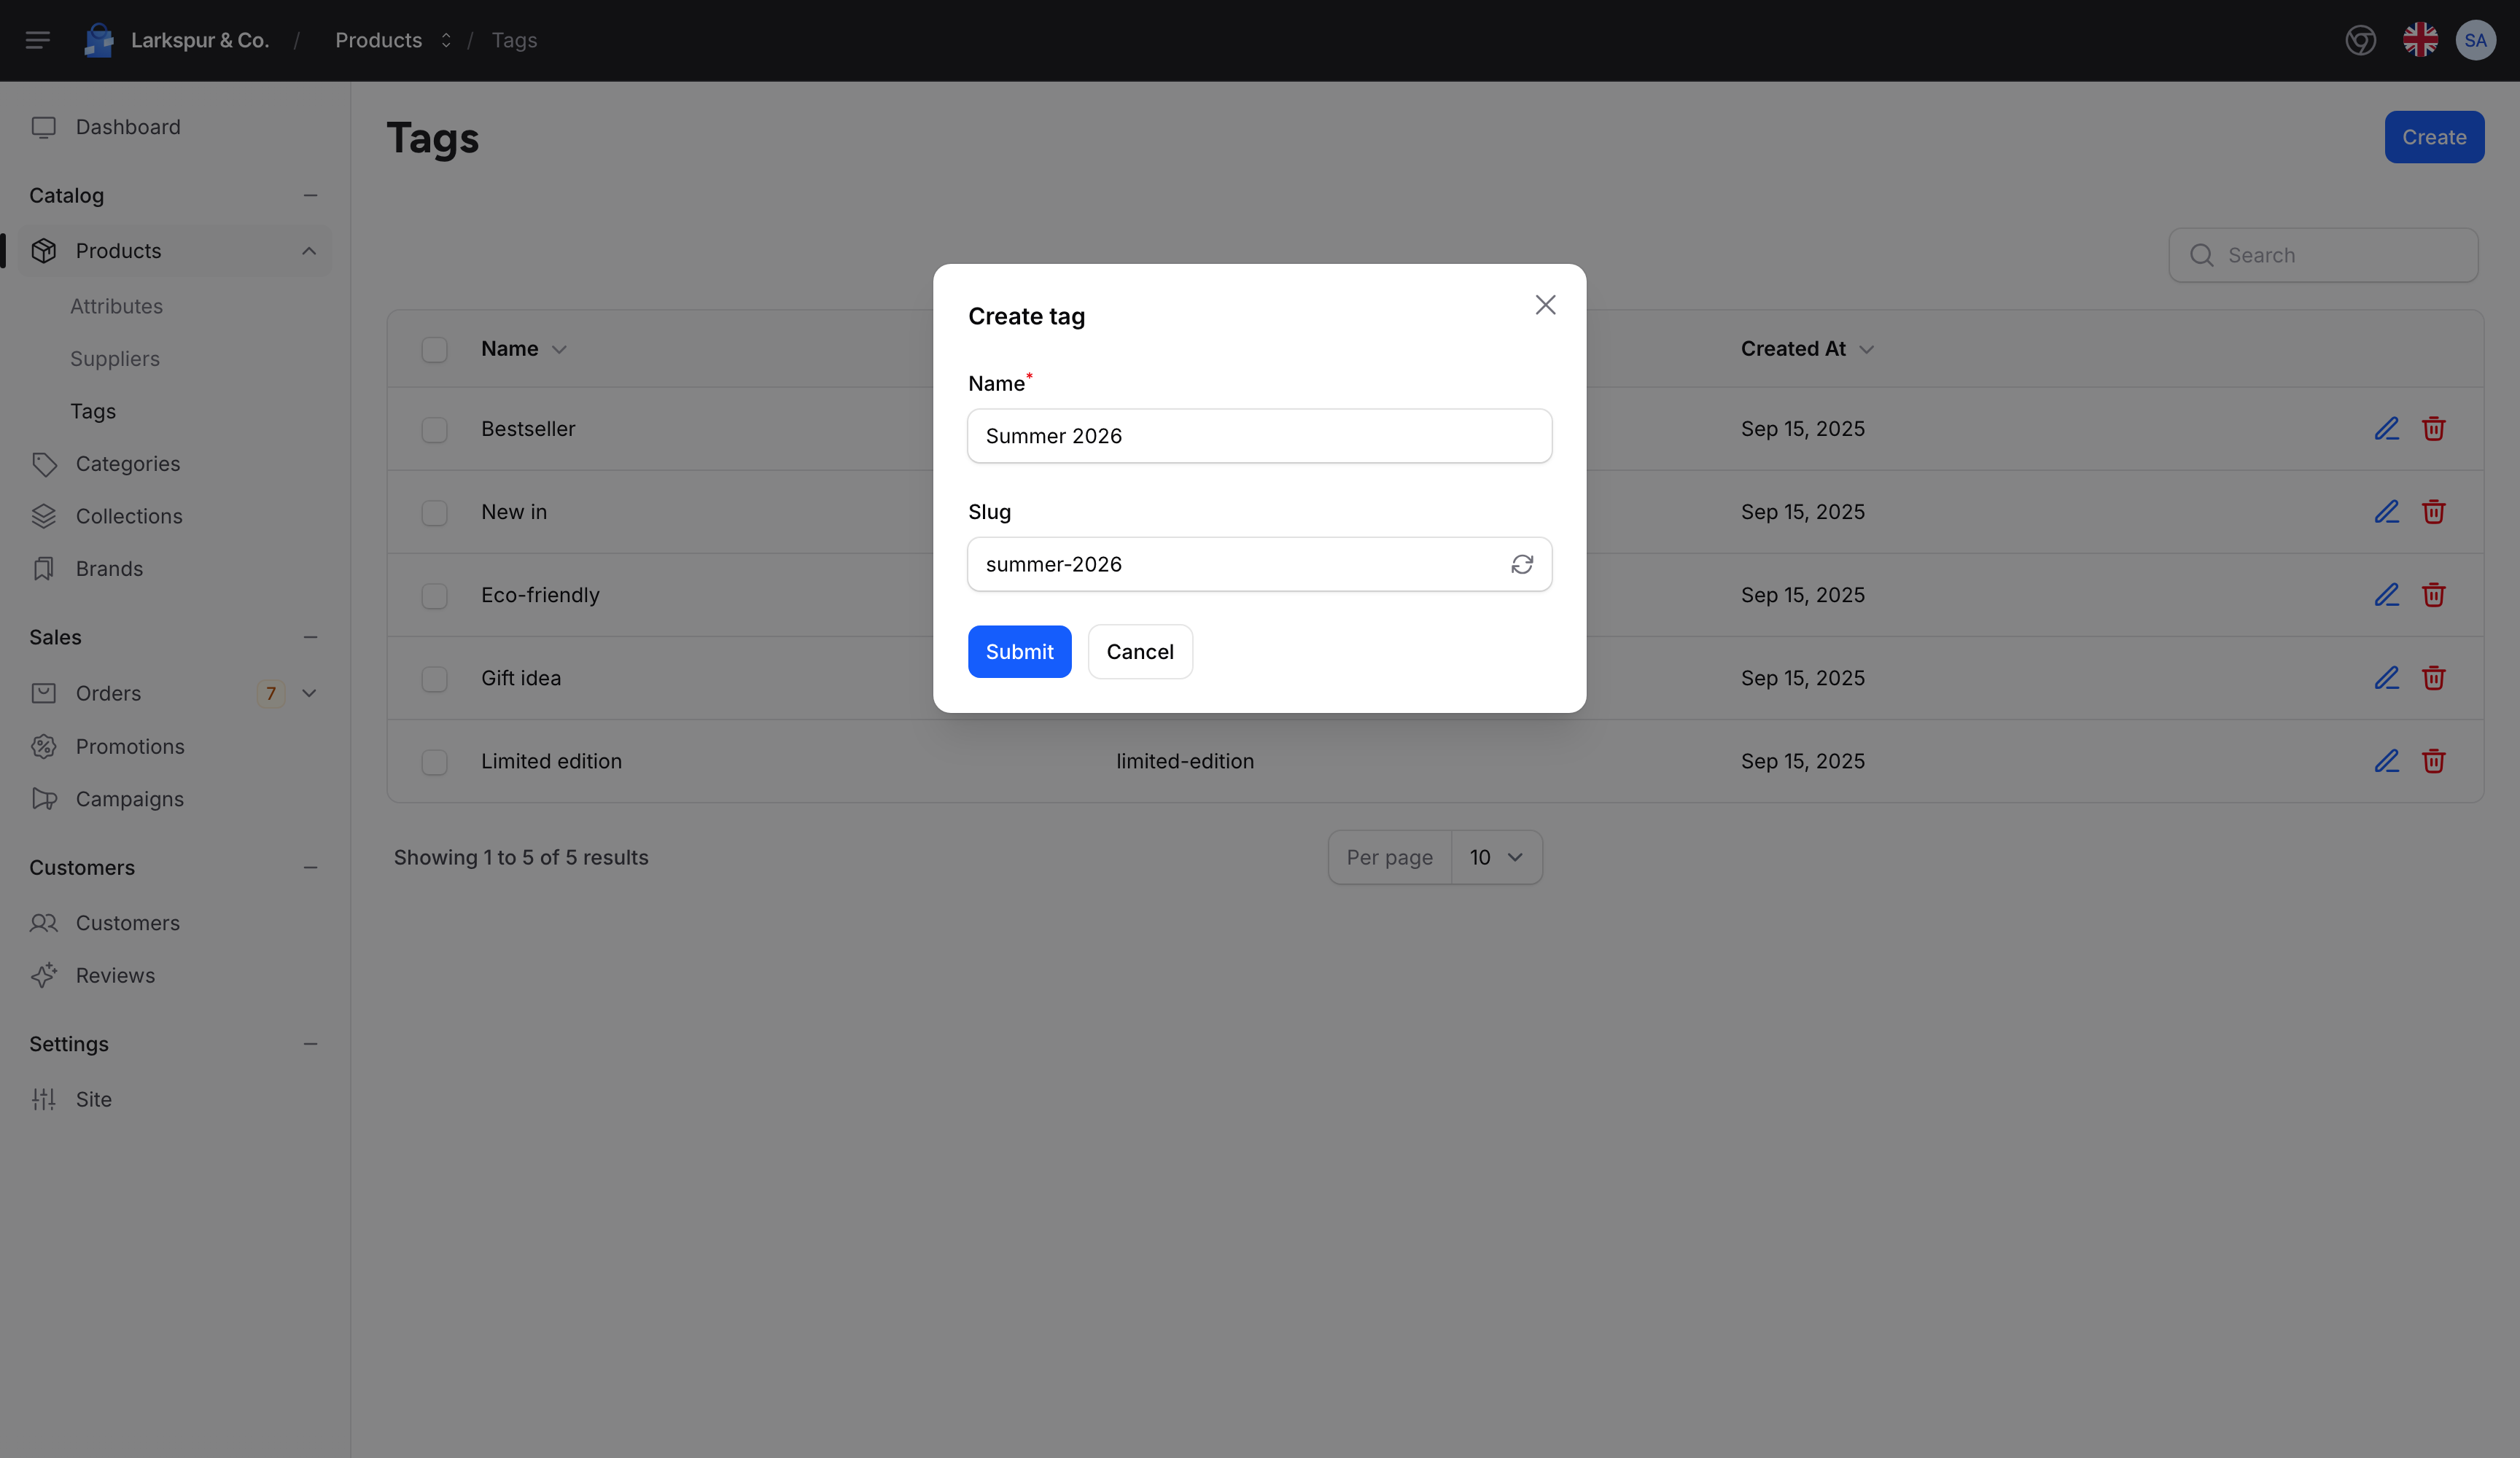 Larkspur & Co. / Products / Tags
SA
Dashboard
Catalog
Products
Attributes
Suppliers
Tags
Categories
Collections
Brands
Sales
Orders 7
Promotions
Campaigns
Customers
Customers
Reviews
Settings
Site
Tags
Create
Search
Name Created At
Bestseller Sep 15, 2025
New in Sep 15, 2025
Eco-friendly Sep 15, 2025
Gift idea Sep 15, 2025
Limited edition limited-edition Sep 15, 2025
Showing 1 to 5 of 5 results
Per page 10
Create tag
Name*
Summer 2026
Slug
summer-2026
Submit Cancel